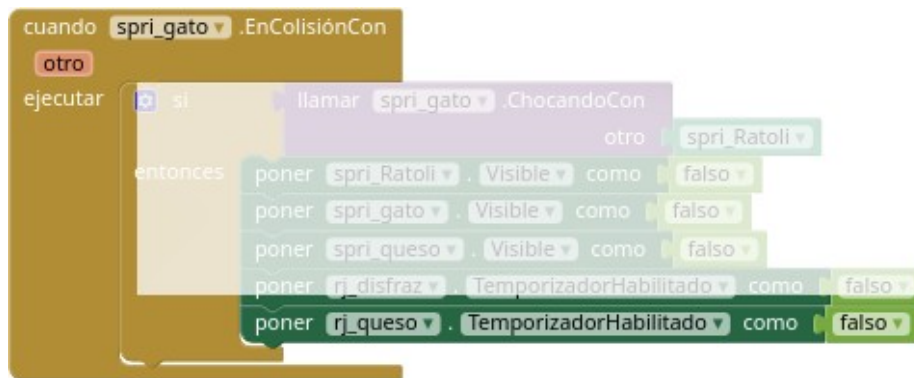 cuando spri_gato .EnColisiónCon
otro
ejecutar si llamar spri_gato .ChocandoCon
otro spri_Ratoli
entonces poner spri_Ratoli . Visible como falso
poner spri_gato . Visible como falso
poner spri_queso . Visible como falso
poner rj_disfraz . TemporizadorHabilitado como falso
poner rj_queso . TemporizadorHabilitado como falso